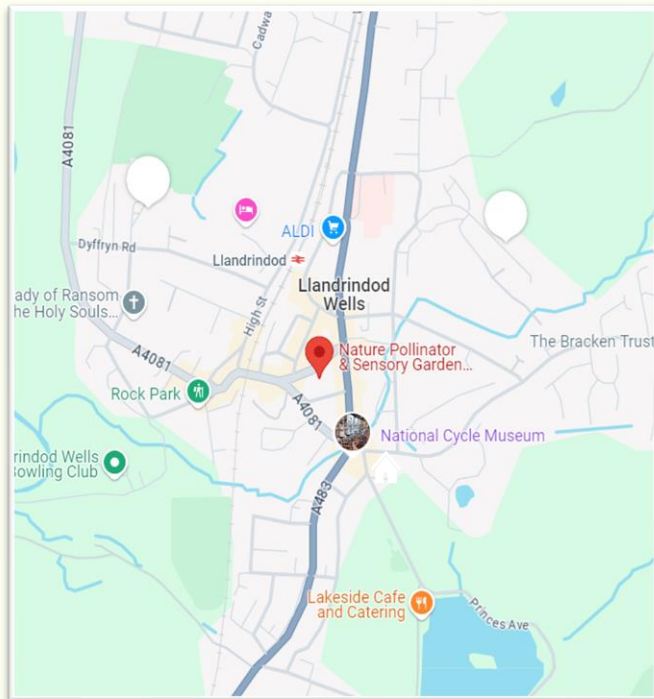 Cadwa
A4081
Dyffryn Rd
ALDI
Llandrindod
Llandrindod
Wells
ady of Ransom
he Holy Souls...
High St
A4081
Nature Pollinator
& Sensory Garden...
The Bracken Trust
Rock Park
A4081
National Cycle Museum
rindod Wells
owling Club
A483
Lakeside Cafe
and Catering
Princes Ave